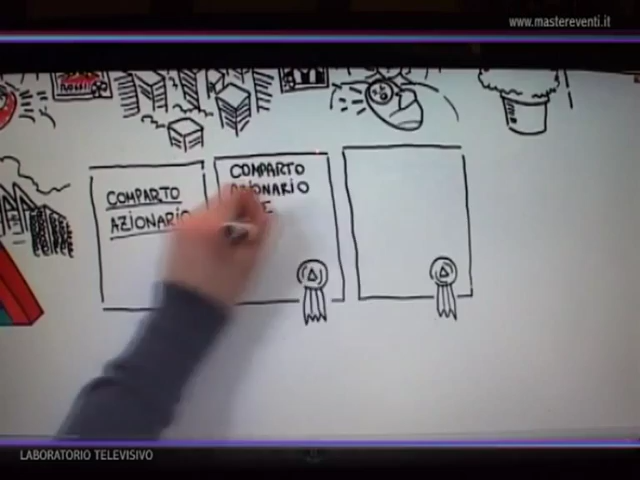 www.mastereventi.it
COMPARTO
AZIONARIO
COMPARTO
AZIONARIO
LABORATORIO TELEVISIVO